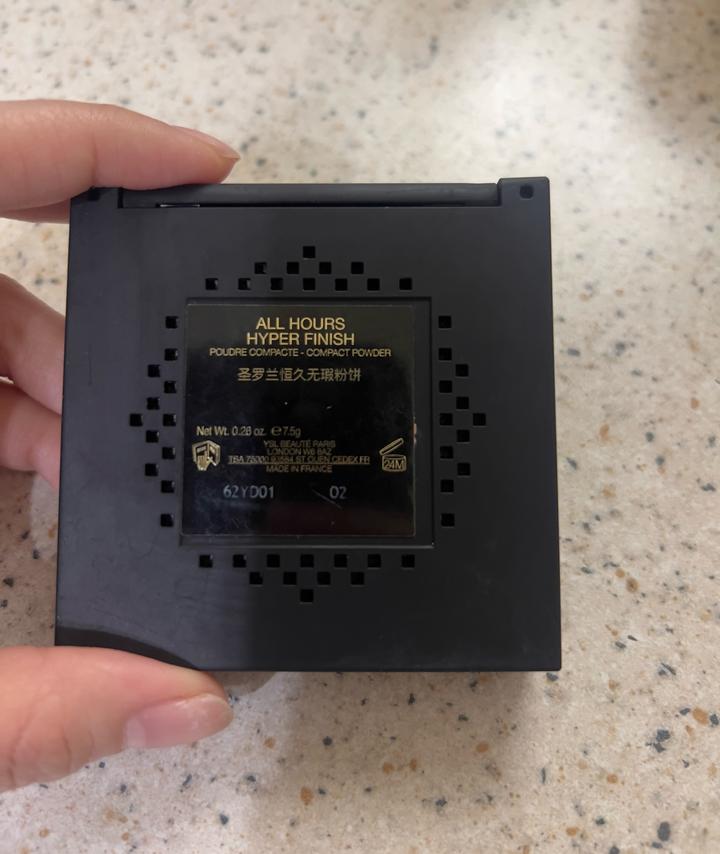 ALL HOURS
HYPER FINISH
POUDRE COMPACTE - COMPACT POWDER
圣罗兰恒久无瑕粉饼
Net Wt. 0.26 oz. ℮ 7.5g
YSL BEAUTÉ PARIS
LONDON W6 8AZ
TSA 75000 93584 ST OUEN CEDEX FR
MADE IN FRANCE
24M
62YD01 02